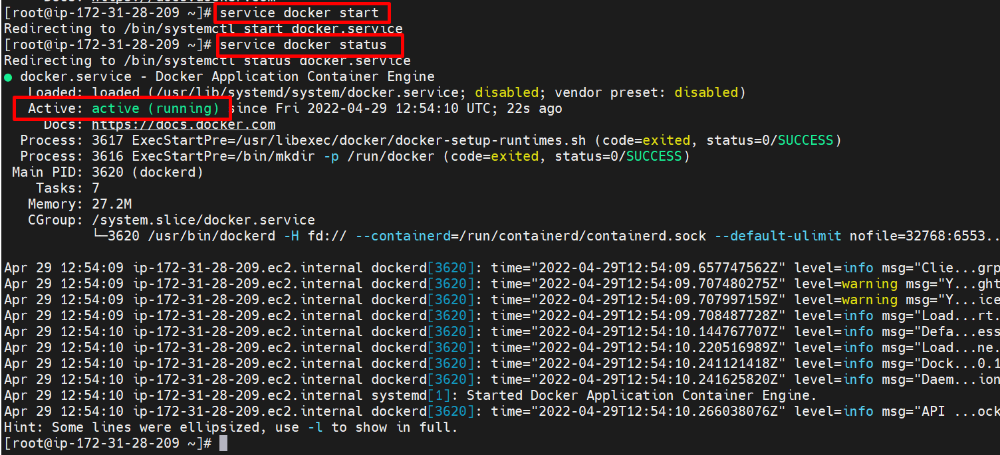 Docs: https://docs.docker.com
[root@ip-172-31-28-209 ~]# service docker start
Redirecting to /bin/systemctl start docker.service
[root@ip-172-31-28-209 ~]# service docker status
Redirecting to /bin/systemctl status docker.service
● docker.service - Docker Application Container Engine
Loaded: loaded (/usr/lib/systemd/system/docker.service; disabled; vendor preset: disabled)
Active: active (running) since Fri 2022-04-29 12:54:10 UTC; 22s ago
Docs: https://docs.docker.com
Process: 3617 ExecStartPre=/usr/libexec/docker/docker-setup-runtimes.sh (code=exited, status=0/SUCCESS)
Process: 3616 ExecStartPre=/bin/mkdir -p /run/docker (code=exited, status=0/SUCCESS)
Main PID: 3620 (dockerd)
Tasks: 7
Memory: 27.2M
CGroup: /system.slice/docker.service
└─3620 /usr/bin/dockerd -H fd:// --containerd=/run/containerd/containerd.sock --default-ulimit nofile=32768:6553...
Apr 29 12:54:09 ip-172-31-28-209.ec2.internal dockerd[3620]: time="2022-04-29T12:54:09.657747562Z" level=info msg="Clie...grp
Apr 29 12:54:09 ip-172-31-28-209.ec2.internal dockerd[3620]: time="2022-04-29T12:54:09.707480275Z" level=warning msg="Y...ght
Apr 29 12:54:09 ip-172-31-28-209.ec2.internal dockerd[3620]: time="2022-04-29T12:54:09.707997159Z" level=warning msg="Y...ice
Apr 29 12:54:09 ip-172-31-28-209.ec2.internal dockerd[3620]: time="2022-04-29T12:54:09.708487728Z" level=info msg="Load...rt.
Apr 29 12:54:10 ip-172-31-28-209.ec2.internal dockerd[3620]: time="2022-04-29T12:54:10.144767707Z" level=info msg="Defa...ess
Apr 29 12:54:10 ip-172-31-28-209.ec2.internal dockerd[3620]: time="2022-04-29T12:54:10.220516989Z" level=info msg="Load...ne.
Apr 29 12:54:10 ip-172-31-28-209.ec2.internal dockerd[3620]: time="2022-04-29T12:54:10.241121418Z" level=info msg="Dock...0.1
Apr 29 12:54:10 ip-172-31-28-209.ec2.internal dockerd[3620]: time="2022-04-29T12:54:10.241625820Z" level=info msg="Daem...ion
Apr 29 12:54:10 ip-172-31-28-209.ec2.internal systemd[1]: Started Docker Application Container Engine.
Apr 29 12:54:10 ip-172-31-28-209.ec2.internal dockerd[3620]: time="2022-04-29T12:54:10.266038076Z" level=info msg="API ...ock
Hint: Some lines were ellipsized, use -l to show in full.
[root@ip-172-31-28-209 ~]#